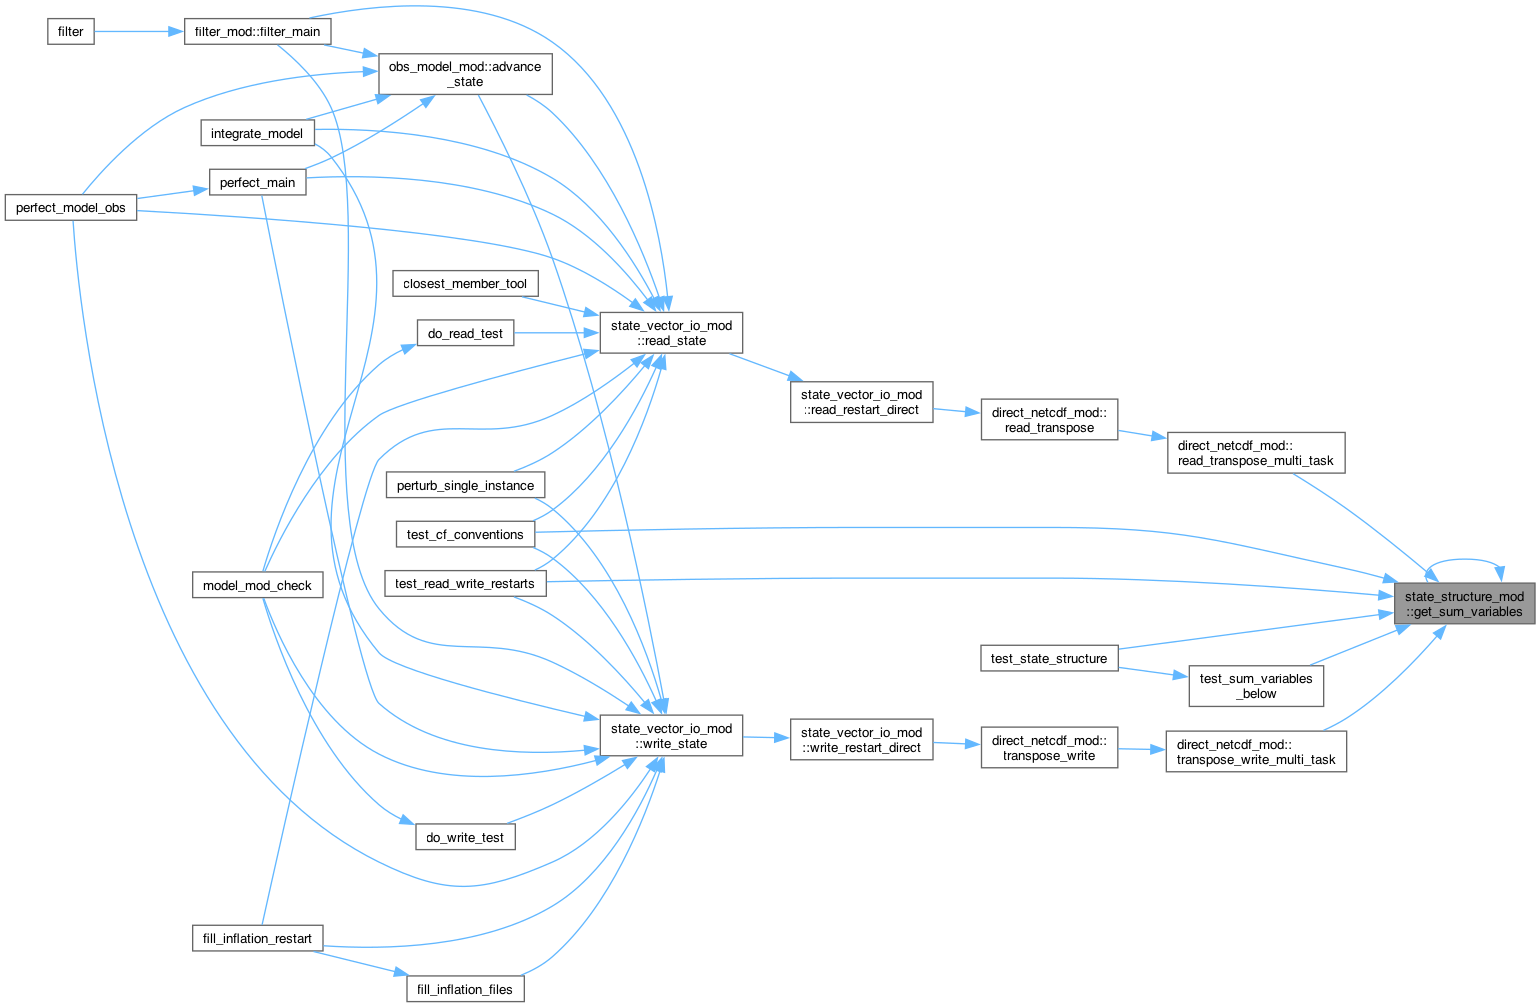 filter
filter_mod::filter_main
obs_model_mod::advance
_state
integrate_model
perfect_main
perfect_model_obs
closest_member_tool
do_read_test
state_vector_io_mod
::read_state
state_vector_io_mod
::read_restart_direct
direct_netcdf_mod::
read_transpose
direct_netcdf_mod::
read_transpose_multi_task
perturb_single_instance
test_cf_conventions
test_read_write_restarts
model_mod_check
state_structure_mod
::get_sum_variables
test_state_structure
test_sum_variables
_below
state_vector_io_mod
::write_state
state_vector_io_mod
::write_restart_direct
direct_netcdf_mod::
transpose_write
direct_netcdf_mod::
transpose_write_multi_task
do_write_test
fill_inflation_restart
fill_inflation_files